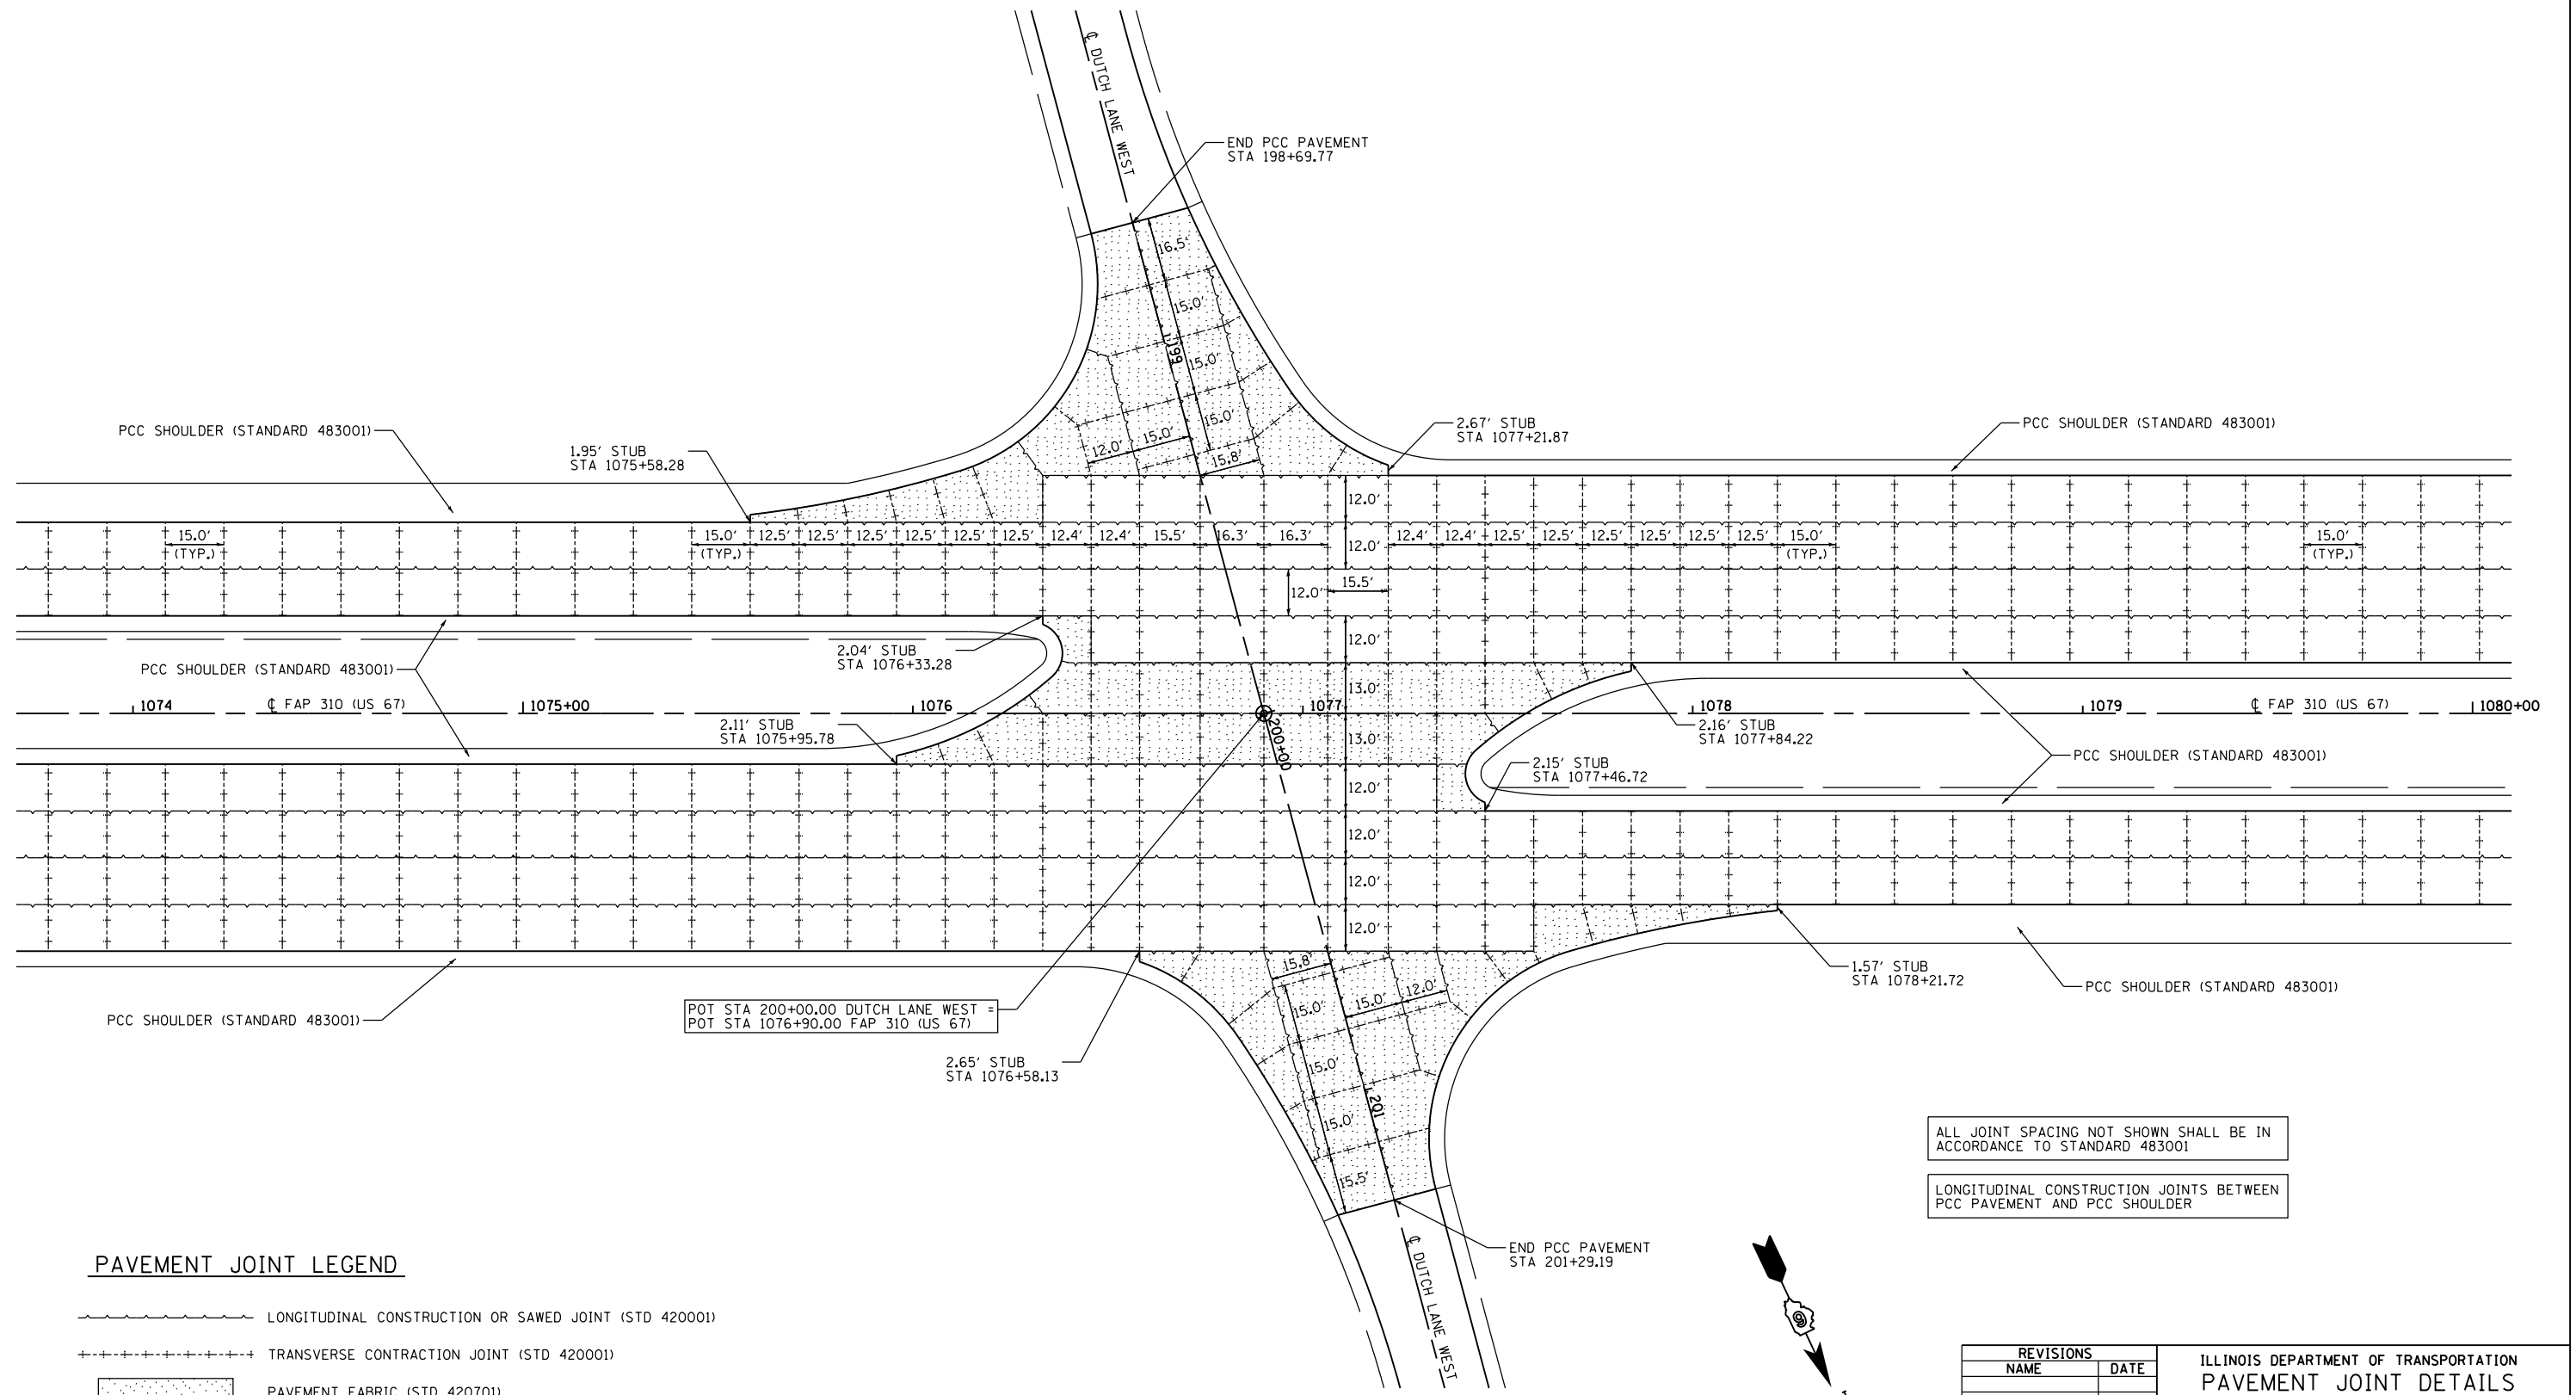 ℄ DUTCH LANE WEST
END PCC PAVEMENT
STA 198+69.77
16.5'
15.0'
199
15.0'
15.0'
12.0'
15.0'
15.8'
PCC SHOULDER (STANDARD 483001)
1.95' STUB
STA 1075+58.28
2.67' STUB
STA 1077+21.87
PCC SHOULDER (STANDARD 483001)
12.0'
15.0'
(TYP.)
15.0'
(TYP.)
12.5'
12.5'
12.5'
12.5'
12.5'
12.5'
12.4'
12.4'
15.5'
16.3'
16.3'
12.0'
12.4'
12.4'
12.5'
12.5'
12.5'
12.5'
12.5'
12.5'
15.0'
(TYP.)
15.0'
(TYP.)
15.5'
12.0'
12.0'
2.04' STUB
STA 1076+33.28
PCC SHOULDER (STANDARD 483001)
13.0'
1074
℄ FAP 310 (US 67)
1075+00
1076
1077
1078
1079
℄ FAP 310 (US 67)
1080+00
2.11' STUB
STA 1075+95.78
200+00
13.0'
2.16' STUB
STA 1077+84.22
PCC SHOULDER (STANDARD 483001)
2.15' STUB
STA 1077+46.72
12.0'
12.0'
12.0'
12.0'
15.8'
15.0'
15.0'
12.0'
1.57' STUB
STA 1078+21.72
PCC SHOULDER (STANDARD 483001)
POT STA 200+00.00 DUTCH LANE WEST =
POT STA 1076+90.00 FAP 310 (US 67)
PCC SHOULDER (STANDARD 483001)
2.65' STUB
STA 1076+58.13
15.0'
201
15.0'
15.5'
ALL JOINT SPACING NOT SHOWN SHALL BE IN
ACCORDANCE TO STANDARD 483001
LONGITUDINAL CONSTRUCTION JOINTS BETWEEN
PCC PAVEMENT AND PCC SHOULDER
END PCC PAVEMENT
STA 201+29.19
℄ DUTCH LANE WEST
PAVEMENT JOINT LEGEND
LONGITUDINAL CONSTRUCTION OR SAWED JOINT (STD 420001)
TRANSVERSE CONTRACTION JOINT (STD 420001)
PAVEMENT FABRIC (STD 420701)
REVISIONS
NAME
DATE
ILLINOIS DEPARTMENT OF TRANSPORTATION
PAVEMENT JOINT DETAILS